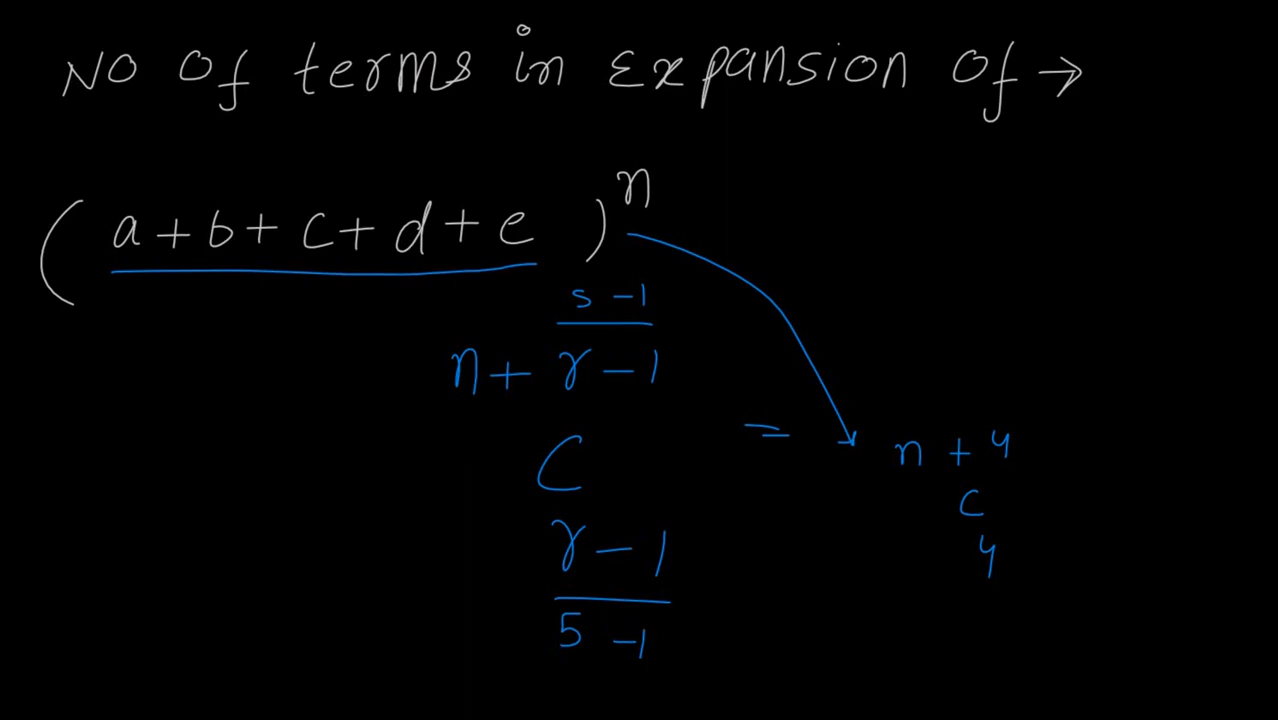 No of terms in Expansion of →
( a + b + c + d + e )^n
5 - 1
n + r - 1
C
r - 1
5 - 1
= n + 4
C
4